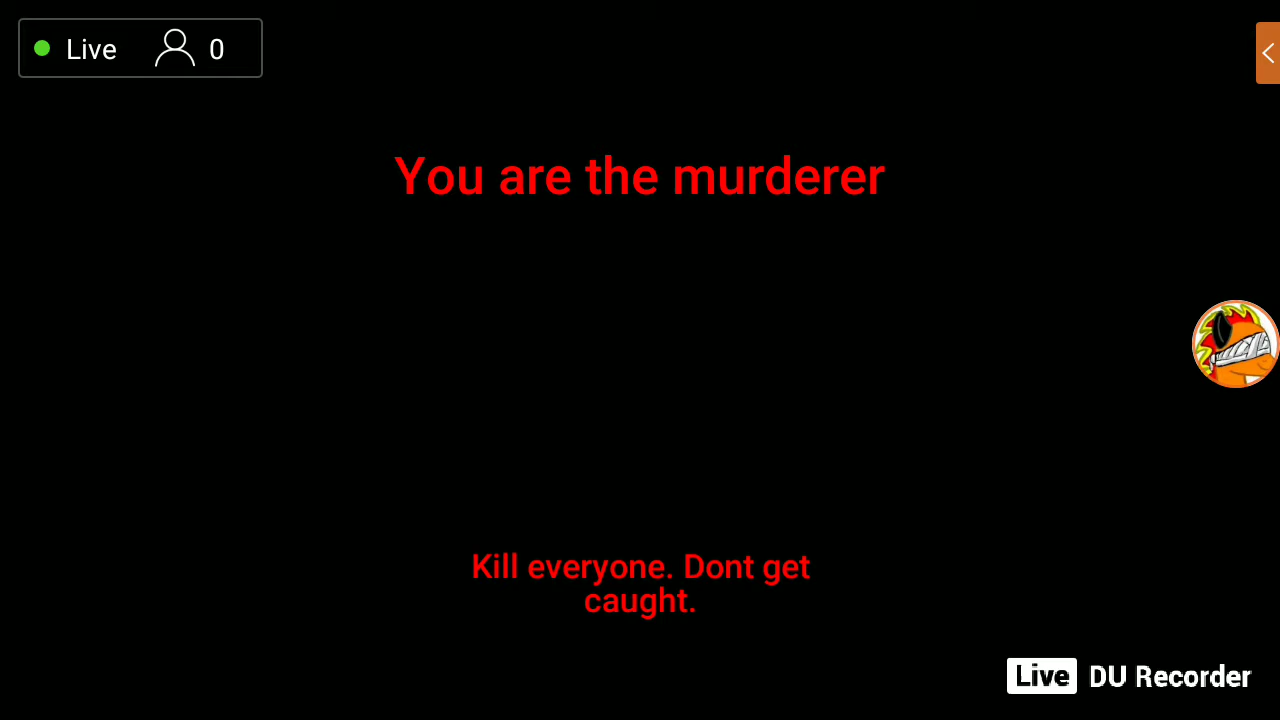 Live 0
You are the murderer
Kill everyone. Dont get
caught.
Live DU Recorder